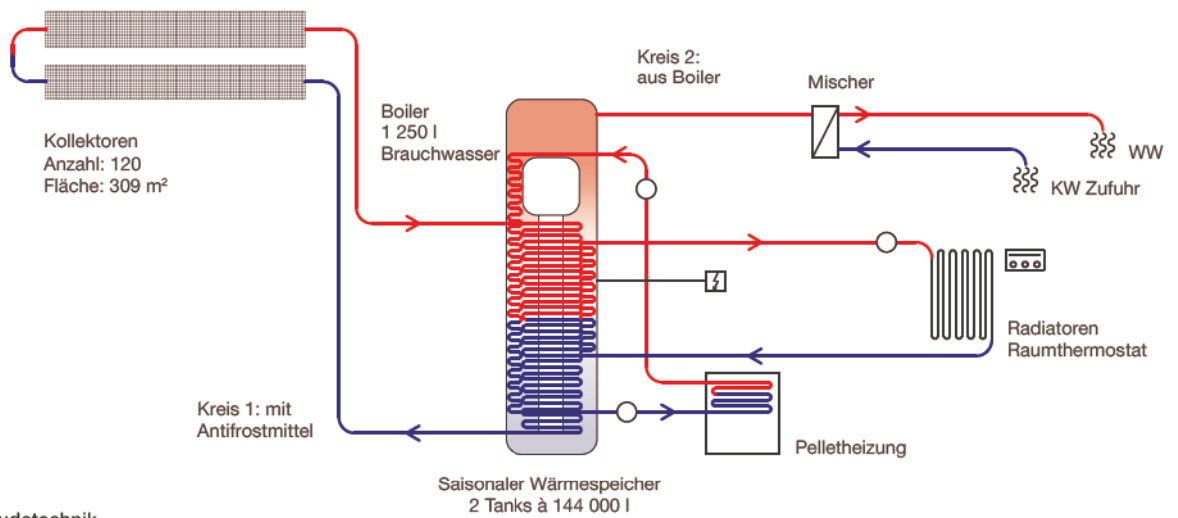 Kreis 2:
aus Boiler
Mischer
Boiler
1 250 l
Brauchwasser
Kollektoren
Anzahl: 120
Fläche: 309 m²
WW
KW Zufuhr
Radiatoren
Raumthermostat
Kreis 1: mit
Antifrostmittel
Pelletheizung
Saisonaler Wärmespeicher
2 Tanks à 144 000 l